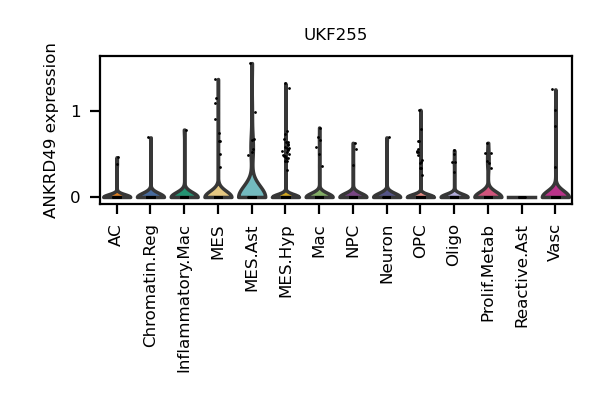 UKF255
ANKRD49 expression
1
0
AC
Chromatin.Reg
Inflammatory.Mac
MES
MES.Ast
MES.Hyp
Mac
NPC
Neuron
OPC
Oligo
Prolif.Metab
Reactive.Ast
Vasc